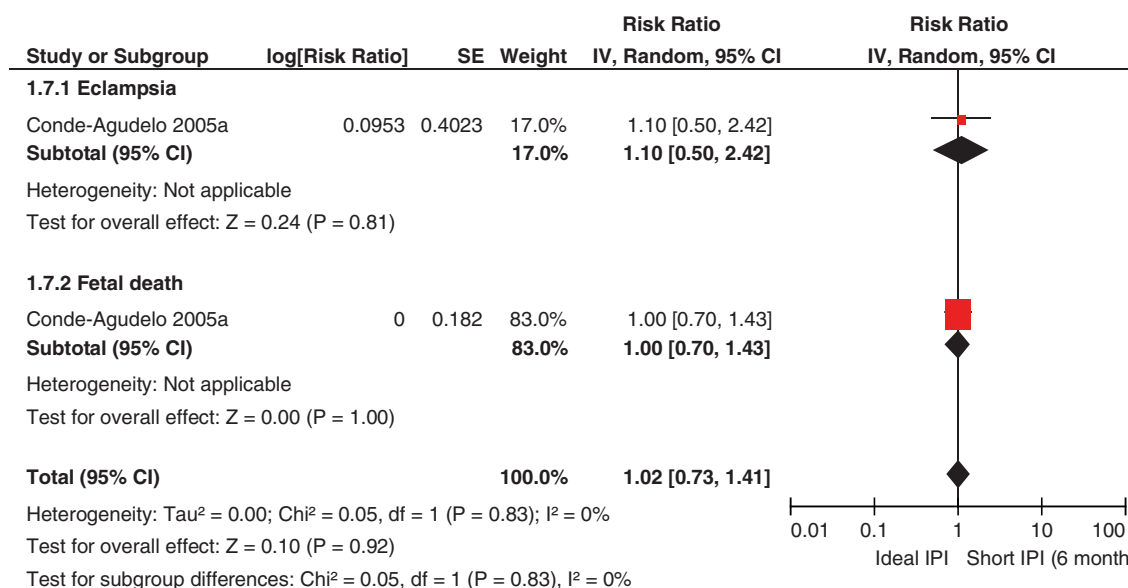 Risk Ratio Risk Ratio
Study or Subgroup log[Risk Ratio] SE Weight IV, Random, 95% CI IV, Random, 95% CI
1.7.1 Eclampsia
Conde-Agudelo 2005a 0.0953 0.4023 17.0% 1.10 [0.50, 2.42]
Subtotal (95% CI) 17.0% 1.10 [0.50, 2.42]
Heterogeneity: Not applicable
Test for overall effect: Z = 0.24 (P = 0.81)
1.7.2 Fetal death
Conde-Agudelo 2005a 0 0.182 83.0% 1.00 [0.70, 1.43]
Subtotal (95% CI) 83.0% 1.00 [0.70, 1.43]
Heterogeneity: Not applicable
Test for overall effect: Z = 0.00 (P = 1.00)
Total (95% CI) 100.0% 1.02 [0.73, 1.41]
Heterogeneity: Tau² = 0.00; Chi² = 0.05, df = 1 (P = 0.83); I² = 0%
0.01 0.1 1 10 100
Test for overall effect: Z = 0.10 (P = 0.92)
Ideal IPI Short IPI (6 month
Test for subgroup differences: Chi² = 0.05, df = 1 (P = 0.83), I² = 0%